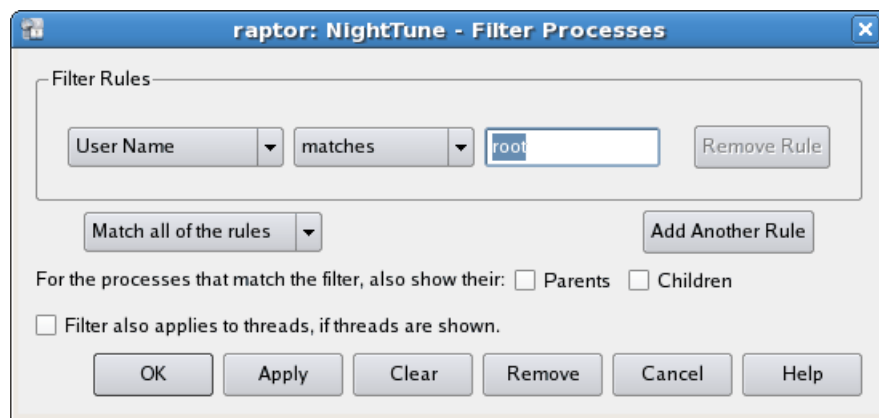 raptor: NightTune - Filter Processes
Filter Rules
User Name matches root Remove Rule
Match all of the rules Add Another Rule
For the processes that match the filter, also show their: Parents Children
Filter also applies to threads, if threads are shown.
OK Apply Clear Remove Cancel Help